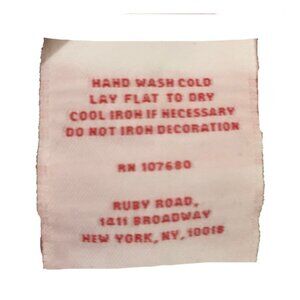 HAND WASH COLD
LAY FLAT TO DRY
COOL IRON IF NECESSARY
DO NOT IRON DECORATION
RN 107680
RUBY ROAD,
1411 BROADWAY
NEW YORK, NY, 10018